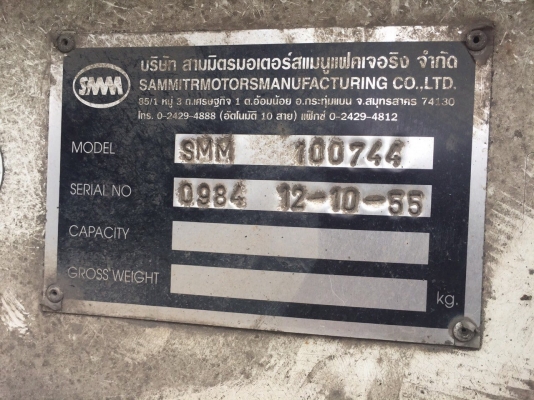 SMM
บริษัท สามมิตรมอเตอร์สแมนูแฟคเจอริง จำกัด
SAMMITRMOTORSMANUFACTURING CO.,LTD.
85/1 หมู่ 3 ถ.เศรษฐกิจ 1 ต.อ้อมน้อย อ.กระทุ่มแบน จ.สมุทรสาคร 74130
โทร. 0-2429-4888 (อัตโนมัติ 10 สาย) แฟ็กซ์ 0-2429-4812
MODEL SMM 100744
SERIAL NO 0984 12-10-55
CAPACITY
GROSS WEIGHT kg.